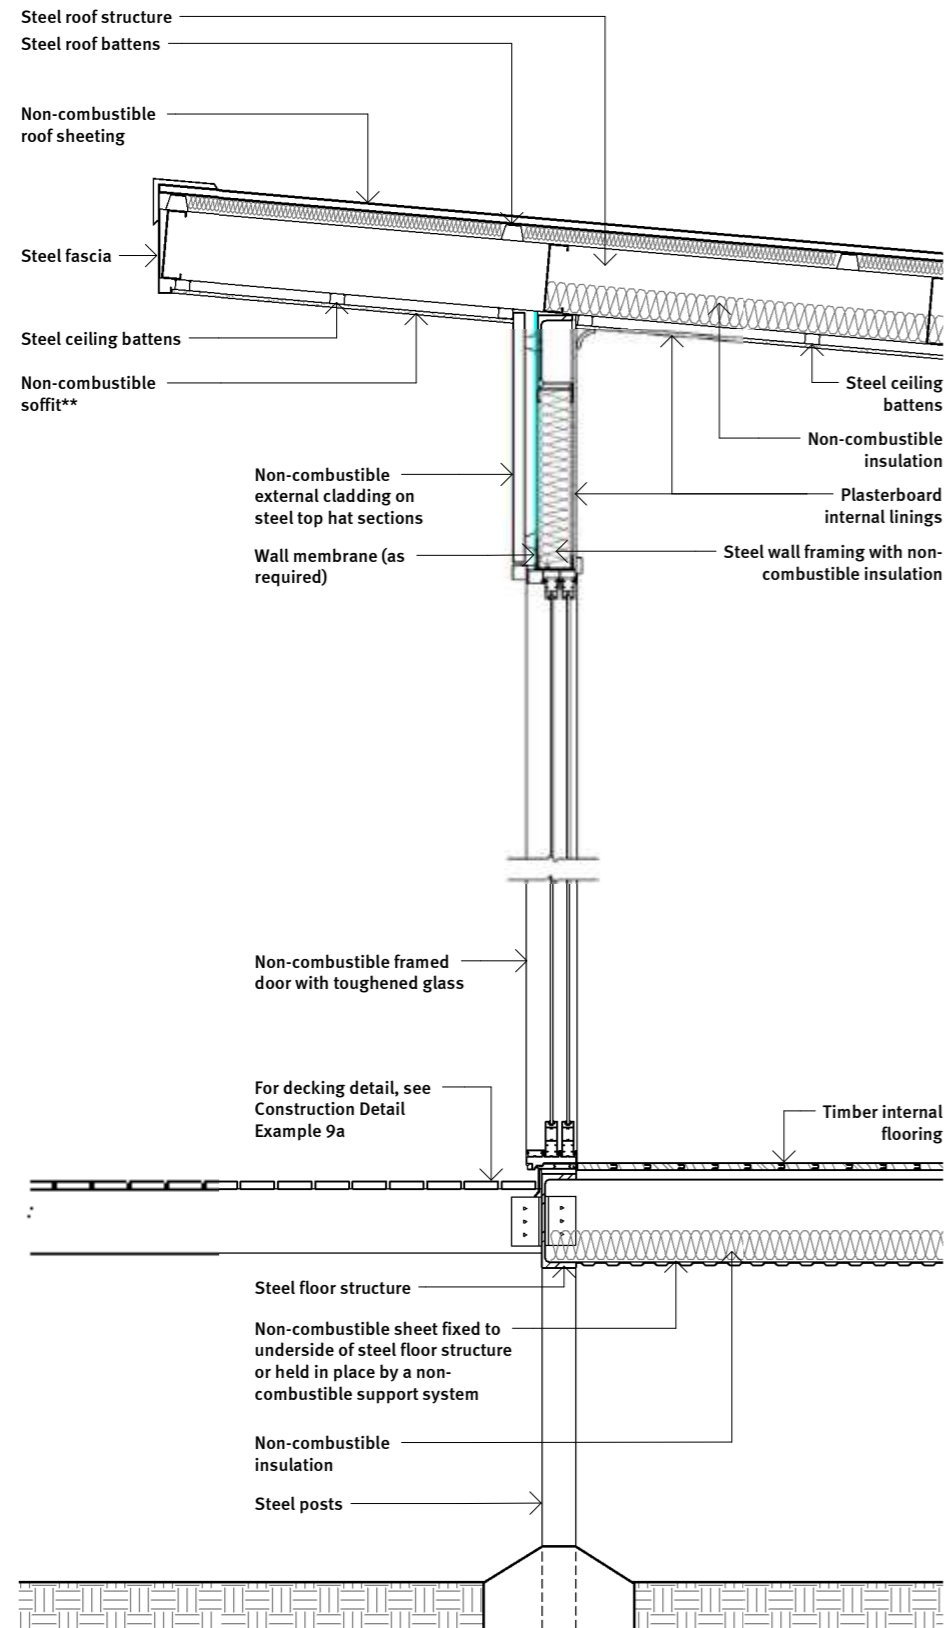 Steel roof structure
Steel roof battens
Non-combustible
roof sheeting
Steel fascia
Steel ceiling battens
Non-combustible
soffit**
Steel ceiling
battens
Non-combustible
insulation
Non-combustible
external cladding on
steel top hat sections
Plasterboard
internal linings
Wall membrane (as
required)
Steel wall framing with non-
combustible insulation
Non-combustible framed
door with toughened glass
For decking detail, see
Construction Detail
Example 9a
Timber internal
flooring
Steel floor structure
Non-combustible sheet fixed to
underside of steel floor structure
or held in place by a non-
combustible support system
Non-combustible
insulation
Steel posts